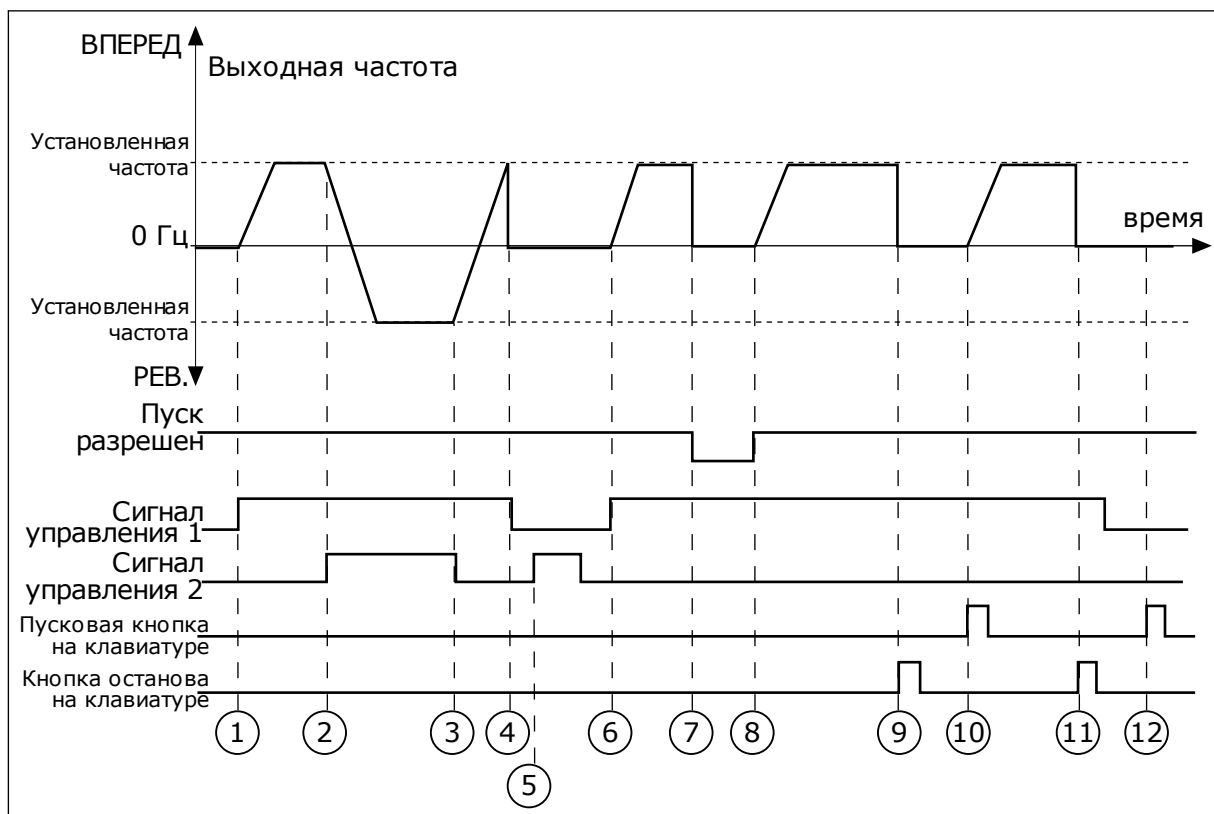 ВПЕРЕД
Выходная частота
Установленная
частота
0 Гц
время
Установленная
частота
РЕВ.
Пуск
разрешен
Сигнал
управления 1
Сигнал
управления 2
Пусковая кнопка
на клавиатуре
Кнопка останова
на клавиатуре
1 2 3 4 6 7 8 9 10 11 12
5